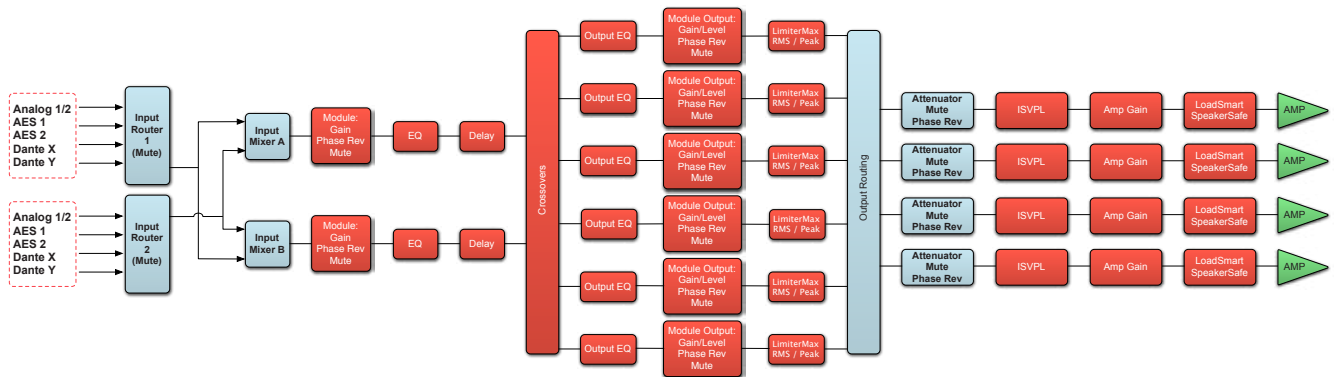 Analog 1/2
AES 1
AES 2
Dante X
Dante Y
Analog 1/2
AES 1
AES 2
Dante X
Dante Y
Input
Router
1
(Mute)
Input
Router
2
(Mute)
Input
Mixer A
Input
Mixer B
Module:
Gain
Phase Rev
Mute
EQ
Delay
Module:
Gain
Phase Rev
Mute
EQ
Delay
Crossovers
Output EQ
Module Output:
Gain/Level
Phase Rev
Mute
LimiterMax
RMS / Peak
Output EQ
Module Output:
Gain/Level
Phase Rev
Mute
LimiterMax
RMS / Peak
Output EQ
Module Output:
Gain/Level
Phase Rev
Mute
LimiterMax
RMS / Peak
Output EQ
Module Output:
Gain/Level
Phase Rev
Mute
LimiterMax
RMS / Peak
Output EQ
Module Output:
Gain/Level
Phase Rev
Mute
LimiterMax
RMS / Peak
Output EQ
Module Output:
Gain/Level
Phase Rev
Mute
LimiterMax
RMS / Peak
Output Routing
Attenuator
Mute
Phase Rev
ISVPL
Amp Gain
LoadSmart
SpeakerSafe
AMP
Attenuator
Mute
Phase Rev
ISVPL
Amp Gain
LoadSmart
SpeakerSafe
AMP
Attenuator
Mute
Phase Rev
ISVPL
Amp Gain
LoadSmart
SpeakerSafe
AMP
Attenuator
Mute
Phase Rev
ISVPL
Amp Gain
LoadSmart
SpeakerSafe
AMP